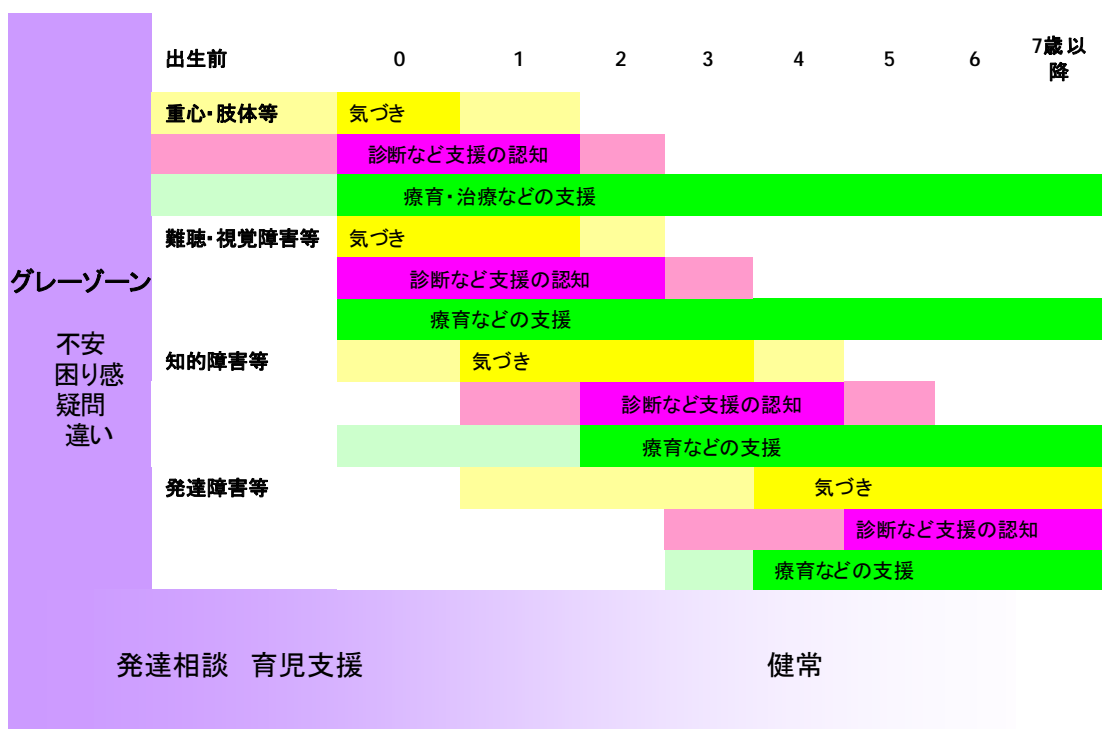 出生前 0 1 2 3 4 5 6 7歳以降
重心・肢体等 気づき
診断など支援の認知
療育・治療などの支援
難聴・視覚障害等 気づき
診断など支援の認知
療育などの支援
知的障害等 気づき
診断など支援の認知
療育などの支援
発達障害等 気づき
診断など支援の認知
療育などの支援
グレーゾーン
不安
困り感
疑問
違い
発達相談 育児支援 健常